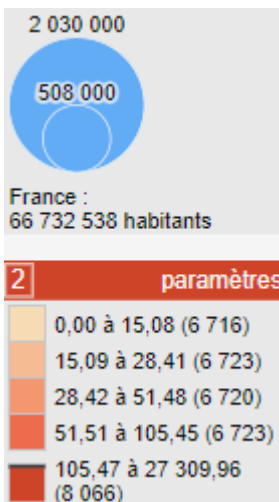 2 030 000
508 000
France :
66 732 538 habitants
2 paramètres
0,00 à 15,08 (6 716)
15,09 à 28,41 (6 723)
28,42 à 51,48 (6 720)
51,51 à 105,45 (6 723)
105,47 à 27 309,96
(8 066)